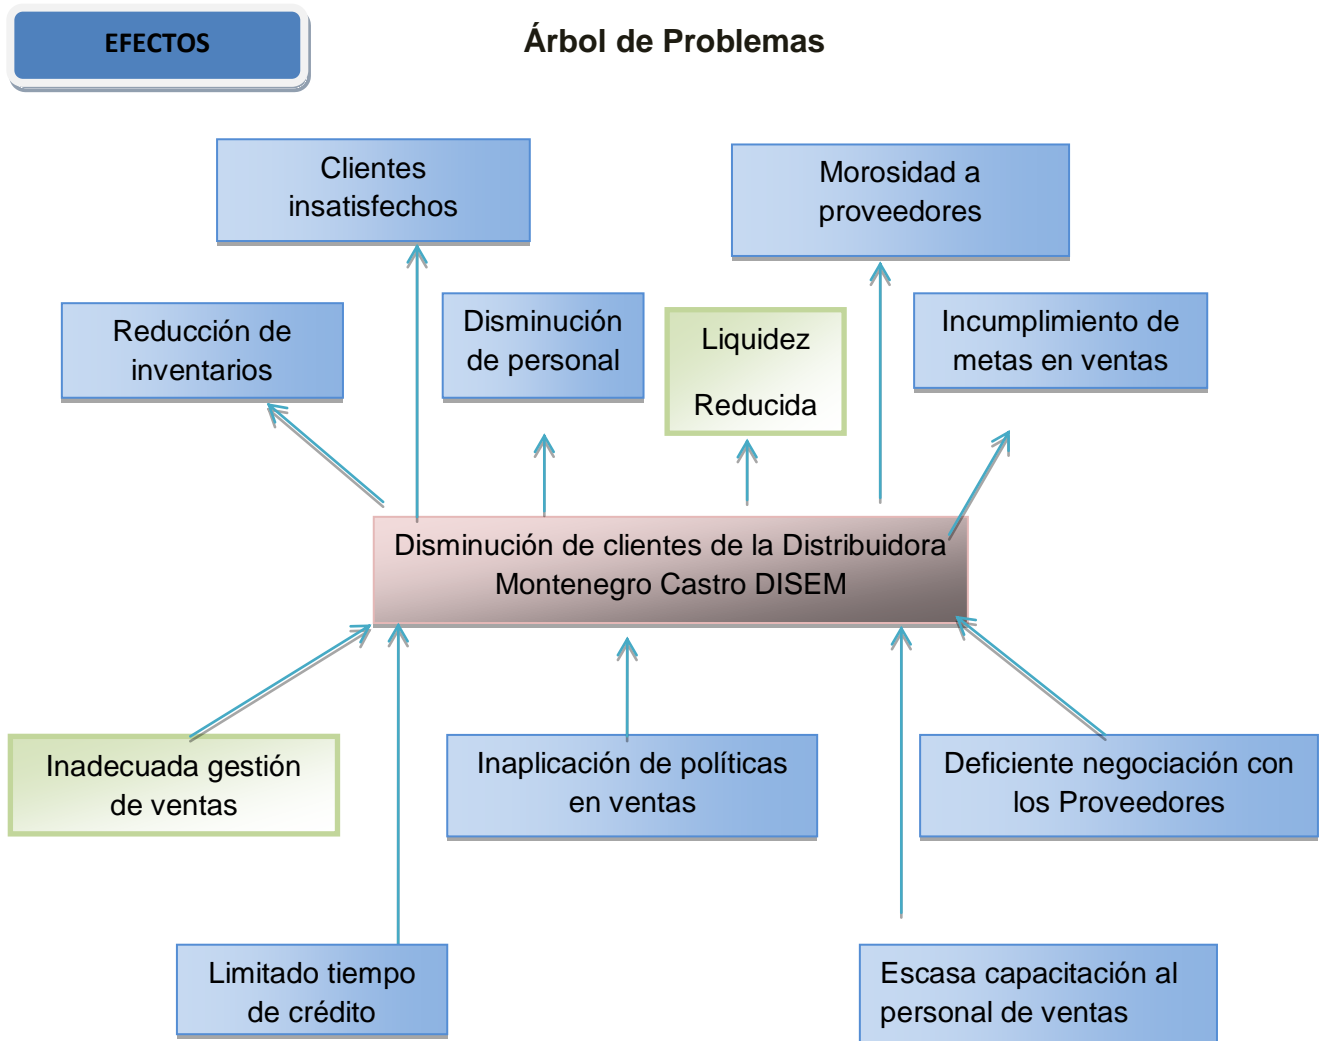 EFECTOS
Árbol de Problemas
Clientes
insatisfechos
Morosidad a
proveedores
Reducción de
inventarios
Disminución
de personal
Liquidez
Reducida
Incumplimiento de
metas en ventas
Disminución de clientes de la Distribuidora
Montenegro Castro DISEM
Inadecuada gestión
de ventas
Inaplicación de políticas
en ventas
Deficiente negociación con
los Proveedores
Limitado tiempo
de crédito
Escasa capacitación al
personal de ventas